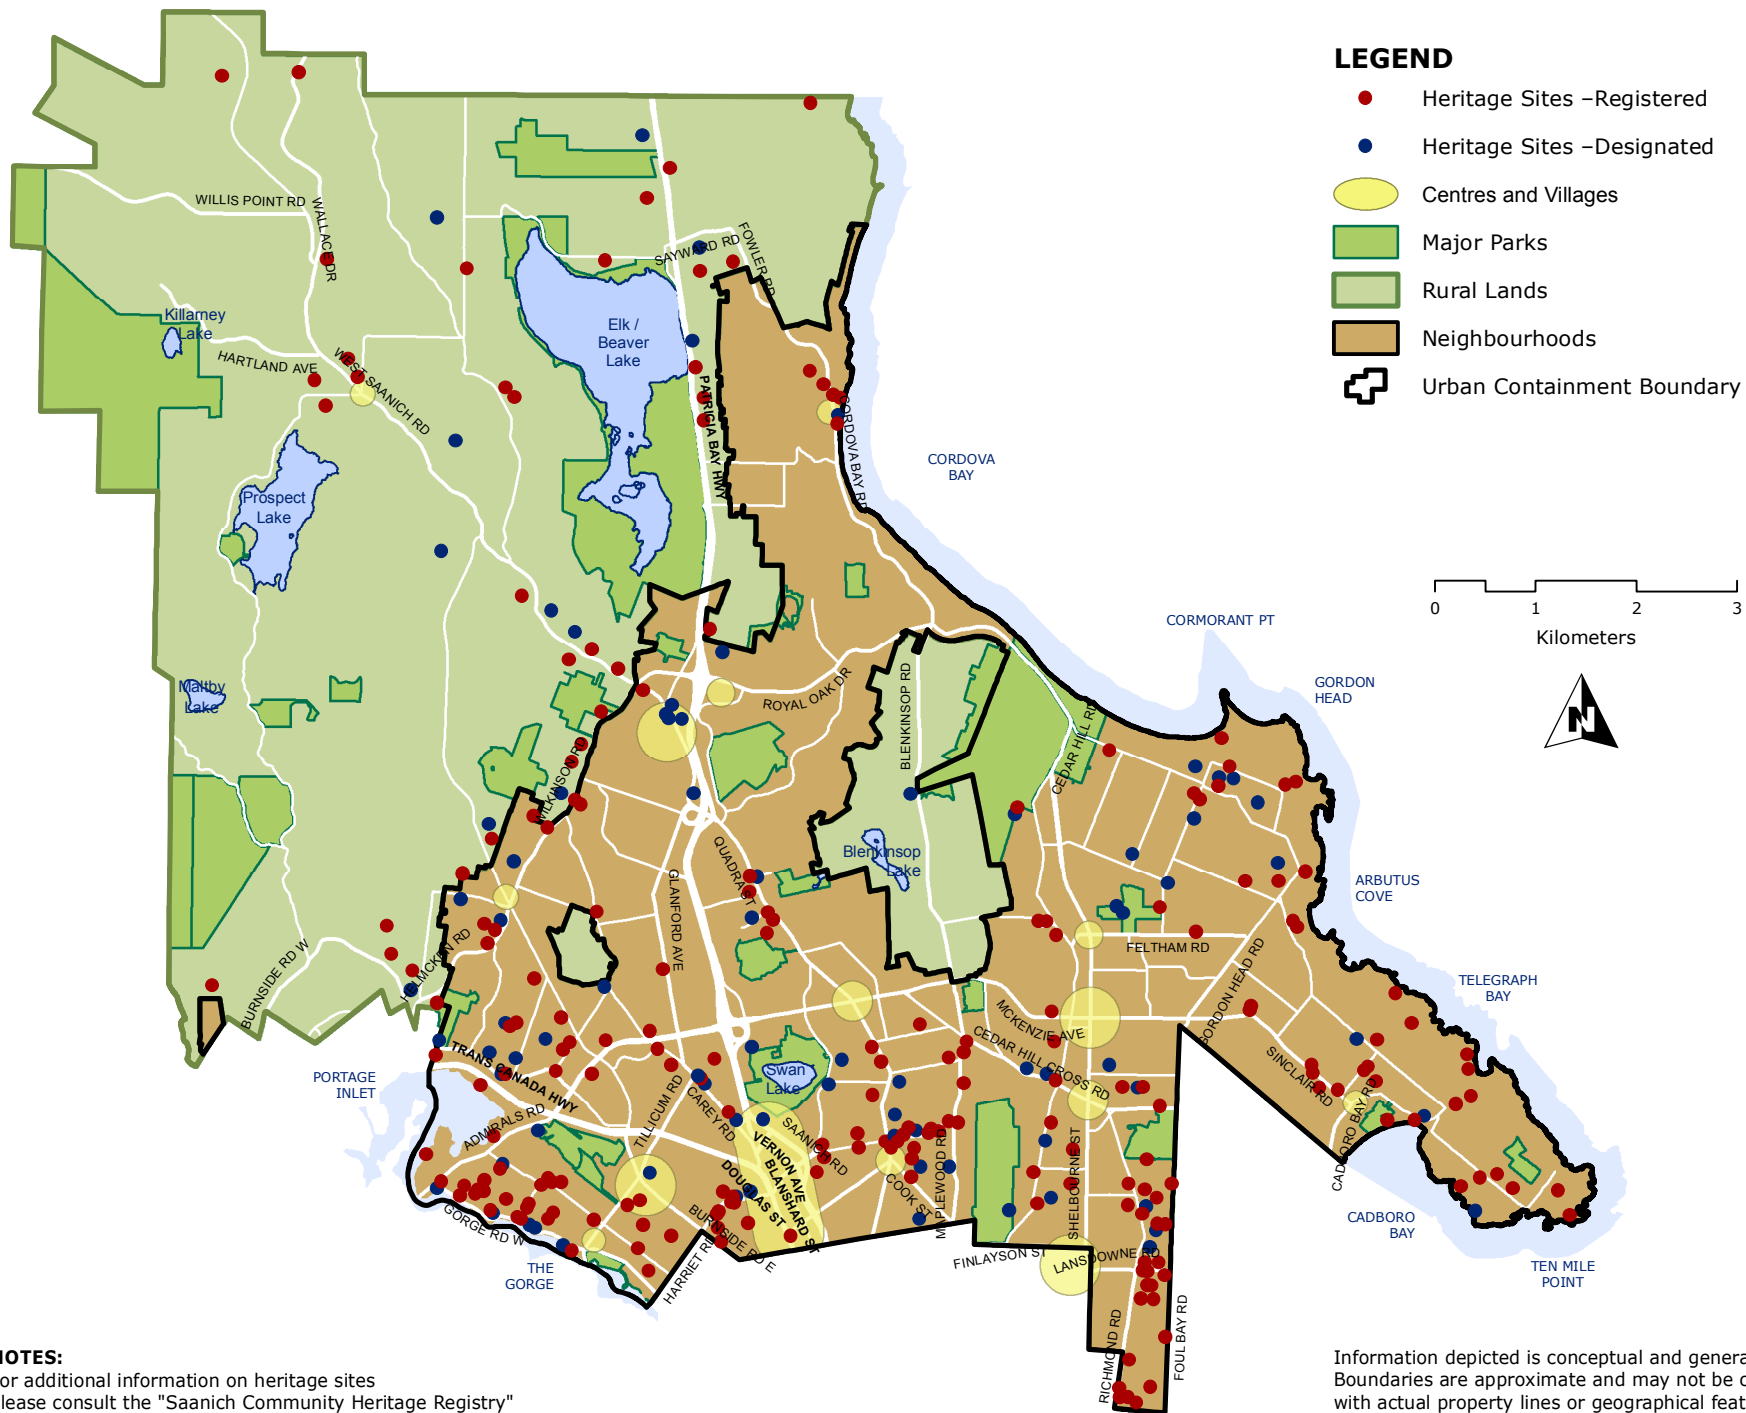 LEGEND
Heritage Sites –Registered
Heritage Sites –Designated
Centres and Villages
Major Parks
Rural Lands
Neighbourhoods
Urban Containment Boundary
0 1 2 3
Kilometers
N
WILLIS POINT RD
WALLACE DR
SAYWARD RD
FOWLER RD
Killarney
Lake
HARTLAND AVE
WEST SAANICH RD
Elk /
Beaver
Lake
PATRICIA BAY HWY
CORDOVA BAY RD
CORDOVA
BAY
Prospect
Lake
CORMORANT PT
GORDON
HEAD
Maltby
Lake
ROYAL OAK DR
BLENKINSOP RD
CEDAR HILL RD
WILKINSON RD
QUADRA ST
GLANFORD AVE
Blenkinsop
Lake
ARBUTUS
COVE
FELTHAM RD
HELMCKEN RD
BURNSIDE RD W
GORDON HEAD RD
TELEGRAPH
BAY
MCKENZIE AVE
CEDAR HILL CROSS RD
TRANS CANADA HWY
PORTAGE
INLET
ADMIRALS RD
TILLICUM RD
CAREY RD
Swan
Lake
SAANICH RD
VERNON AVE
BLANSHARD ST
DOUGLAS ST
COOK ST
MAPLEWOOD RD
SHELBOURNE ST
SINCLAIR RD
CADBORO BAY RD
GORGE RD W
THE
GORGE
HARRIET RD
BURNSIDE RD E
FINLAYSON ST
LANSDOWNE RD
CADBORO
BAY
TEN MILE
POINT
RICHMOND RD
FOUL BAY RD
NOTES:
or additional information on heritage sites
lease consult the "Saanich Community Heritage Registry"
Information depicted is conceptual and genera
Boundaries are approximate and may not be c
with actual property lines or geographical feat